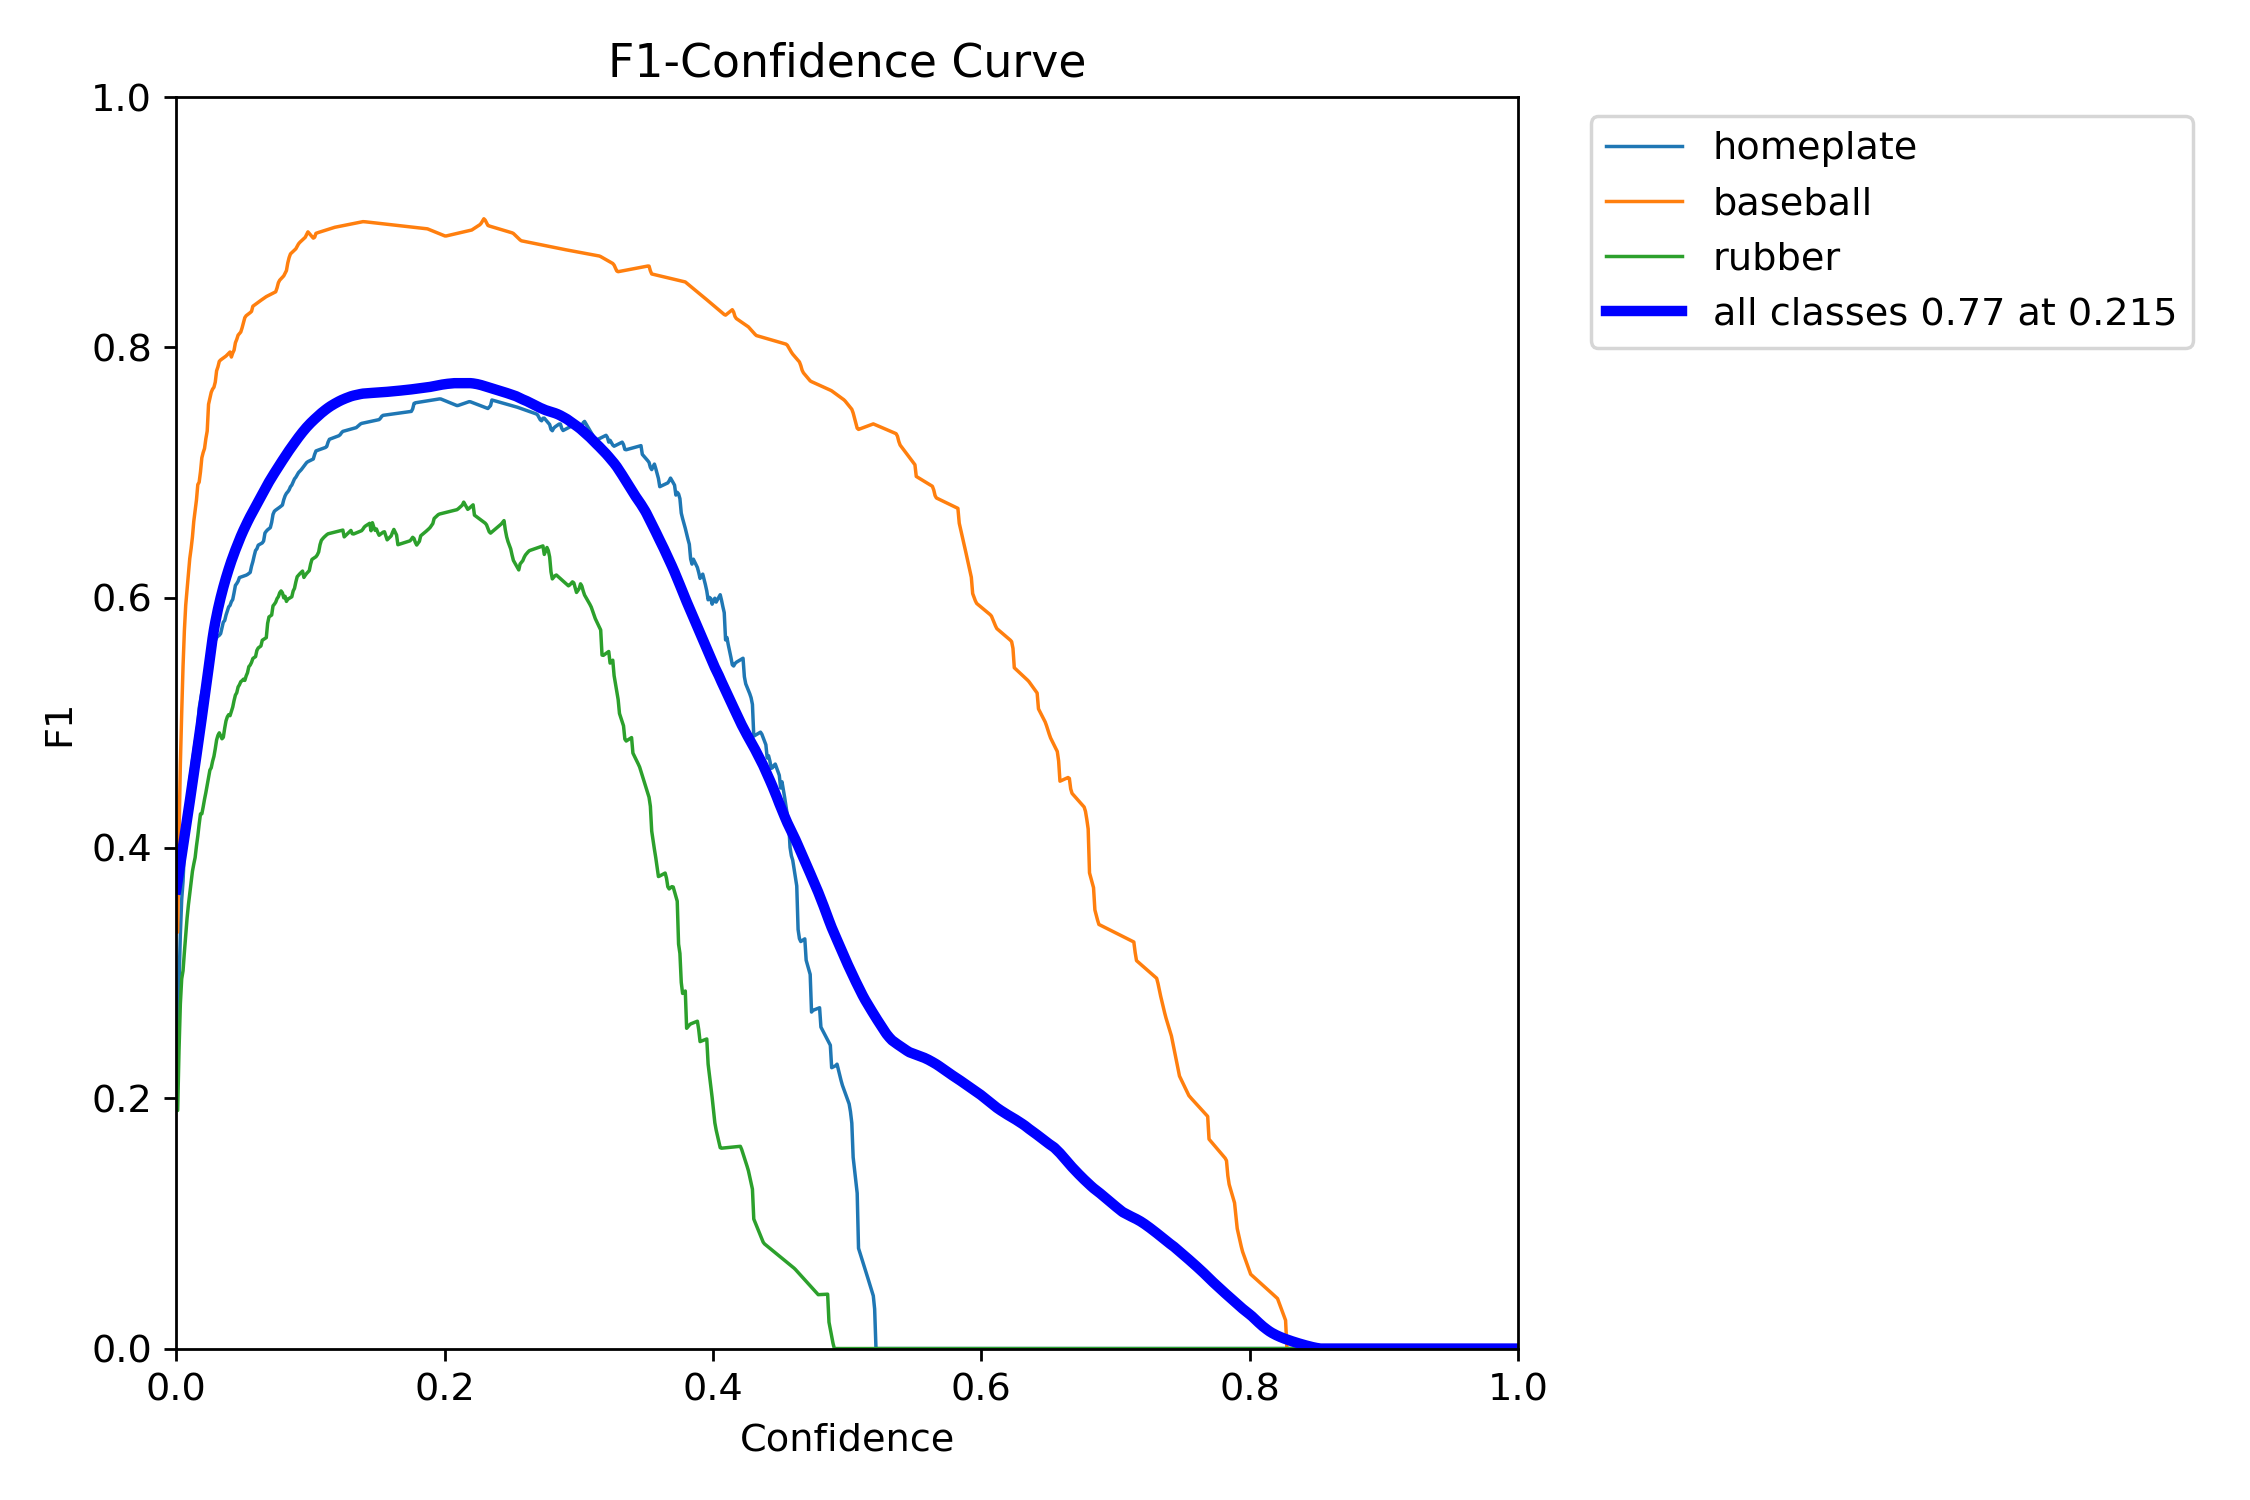 F1-Confidence Curve
1.0
0.8
0.6
0.4
0.2
0.0
F1
0.0 0.2 0.4 0.6 0.8 1.0
Confidence
homeplate
baseball
rubber
all classes 0.77 at 0.215